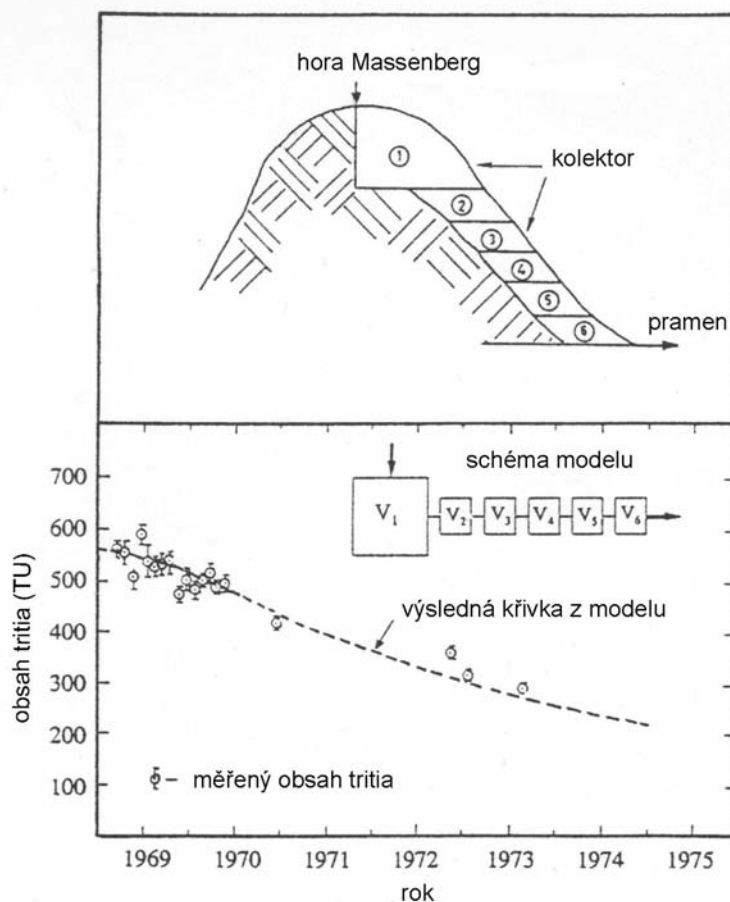 hora Massenberg
1
kolektor
2
3
4
5
6
pramen
700
600
500
400
300
200
100
obsah tritia (TU)
schéma modelu
V₁
V₂
V₃
V₄
V₅
V₆
výsledná křivka z modelu
– měřený obsah tritia
1969
1970
1971
1972
1973
1974
1975
rok